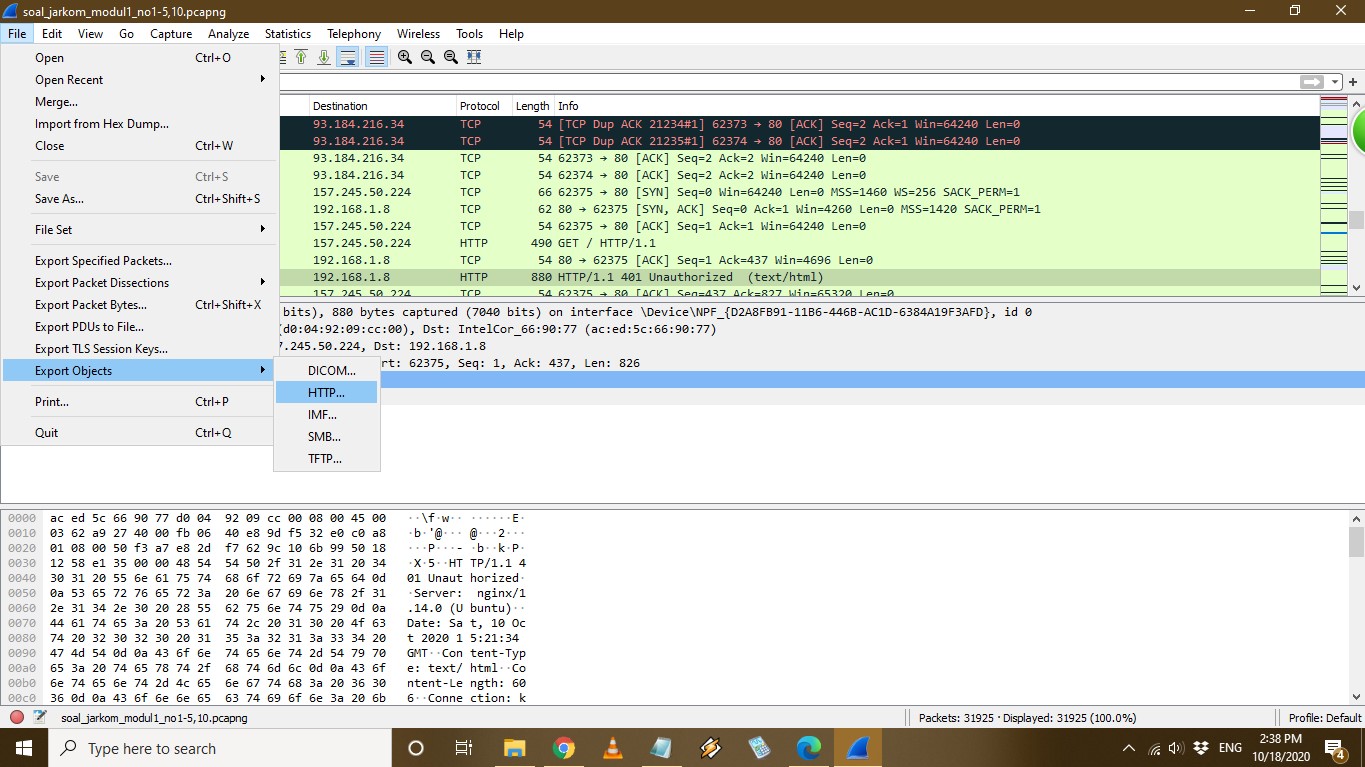 soal_jarkom_modul1_no1-5,10.pcapng
File Edit View Go Capture Analyze Statistics Telephony Wireless Tools Help
Open Ctrl+O
Open Recent
Merge...
Import from Hex Dump...
Close Ctrl+W
Save Ctrl+S
Save As... Ctrl+Shift+S
File Set
Export Specified Packets...
Export Packet Dissections
Export Packet Bytes... Ctrl+Shift+X
Export PDUs to File...
Export TLS Session Keys...
Export Objects
Print... Ctrl+P
Quit Ctrl+Q
DICOM...
HTTP...
IMF...
SMB...
TFTP...
Destination Protocol Length Info
93.184.216.34 TCP 54 [TCP Dup ACK 21234#1] 62373 → 80 [ACK] Seq=2 Ack=1 Win=64240 Len=0
93.184.216.34 TCP 54 [TCP Dup ACK 21235#1] 62374 → 80 [ACK] Seq=2 Ack=1 Win=64240 Len=0
93.184.216.34 TCP 54 62373 → 80 [ACK] Seq=2 Ack=2 Win=64240 Len=0
93.184.216.34 TCP 54 62374 → 80 [ACK] Seq=2 Ack=2 Win=64240 Len=0
157.245.50.224 TCP 66 62375 → 80 [SYN] Seq=0 Win=64240 Len=0 MSS=1460 WS=256 SACK_PERM=1
192.168.1.8 TCP 62 80 → 62375 [SYN, ACK] Seq=0 Ack=1 Win=4260 Len=0 MSS=1420 SACK_PERM=1
157.245.50.224 TCP 54 62375 → 80 [ACK] Seq=1 Ack=1 Win=64240 Len=0
157.245.50.224 HTTP 490 GET / HTTP/1.1
192.168.1.8 TCP 54 80 → 62375 [ACK] Seq=1 Ack=437 Win=4696 Len=0
192.168.1.8 HTTP 880 HTTP/1.1 401 Unauthorized (text/html)
157.245.50.224 TCP 54 62375 → 80 [ACK] Seq=437 Ack=827 Win=65320 Len=0
bits), 880 bytes captured (7040 bits) on interface \Device\NPF_{D2A8FB91-11B6-446B-AC1D-6384A19F3AFD}, id 0
(d0:04:92:09:cc:00), Dst: IntelCor_66:90:77 (ac:ed:5c:66:90:77)
7.245.50.224, Dst: 192.168.1.8
rt: 62375, Seq: 1, Ack: 437, Len: 826
0000 ac ed 5c 66 90 77 d0 04 92 09 cc 00 08 00 45 00 ··\f·w·· ······E·
0010 03 62 a9 27 40 00 fb 06 40 e8 9d f5 32 e0 c0 a8 ·b·'@··· @···2···
0020 01 08 00 50 f3 a7 e8 2d f7 62 9c 10 6b 99 50 18 ···P···- ·b··k·P·
0030 12 58 e1 35 00 00 48 54 54 50 2f 31 2e 31 20 34 ·X·5··HT TP/1.1 4
0040 30 31 20 55 6e 61 75 74 68 6f 72 69 7a 65 64 0d 01 Unaut horized·
0050 0a 53 65 72 76 65 72 3a 20 6e 67 69 6e 78 2f 31 ·Server: nginx/1
0060 2e 31 34 2e 30 20 28 55 62 75 6e 74 75 29 0d 0a .14.0 (U buntu)··
0070 44 61 74 65 3a 20 53 61 74 2c 20 31 30 20 4f 63 Date: Sa t, 10 Oc
0080 74 20 32 30 32 30 20 31 35 3a 32 31 3a 33 34 20 t 2020 1 5:21:34
0090 47 4d 54 0d 0a 43 6f 6e 74 65 6e 74 2d 54 79 70 GMT··Con tent-Typ
00a0 65 3a 20 74 65 78 74 2f 68 74 6d 6c 0d 0a 43 6f e: text/ html··Co
00b0 6e 74 65 6e 74 2d 4c 65 6e 67 74 68 3a 20 36 30 ntent-Le ngth: 60
00c0 36 0d 0a 43 6f 6e 6e 65 63 74 69 6f 6e 3a 20 6b 6··Conne ction: k
soal_jarkom_modul1_no1-5,10.pcapng Packets: 31925 · Displayed: 31925 (100.0%) Profile: Default
Type here to search ENG 2:38 PM
10/18/2020 4